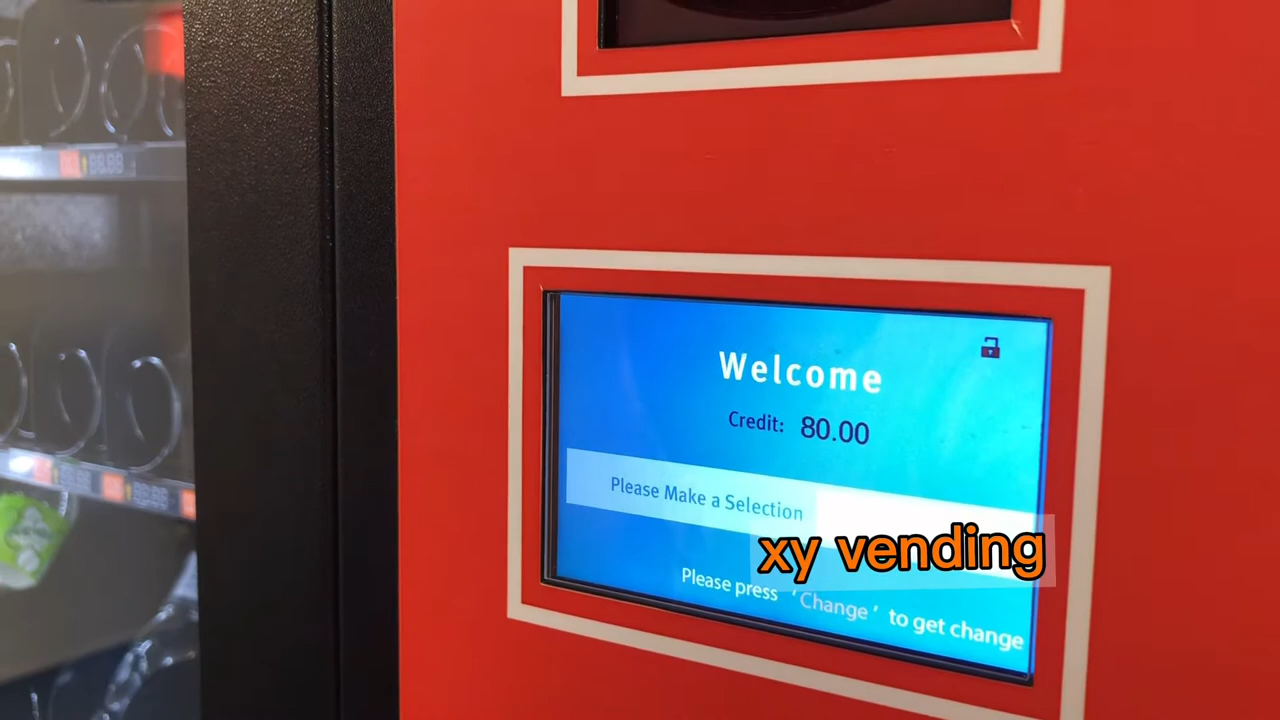 Welcome
Credit: 80.00
Please Make a Selection
xy vending
Please press 'Change' to get change